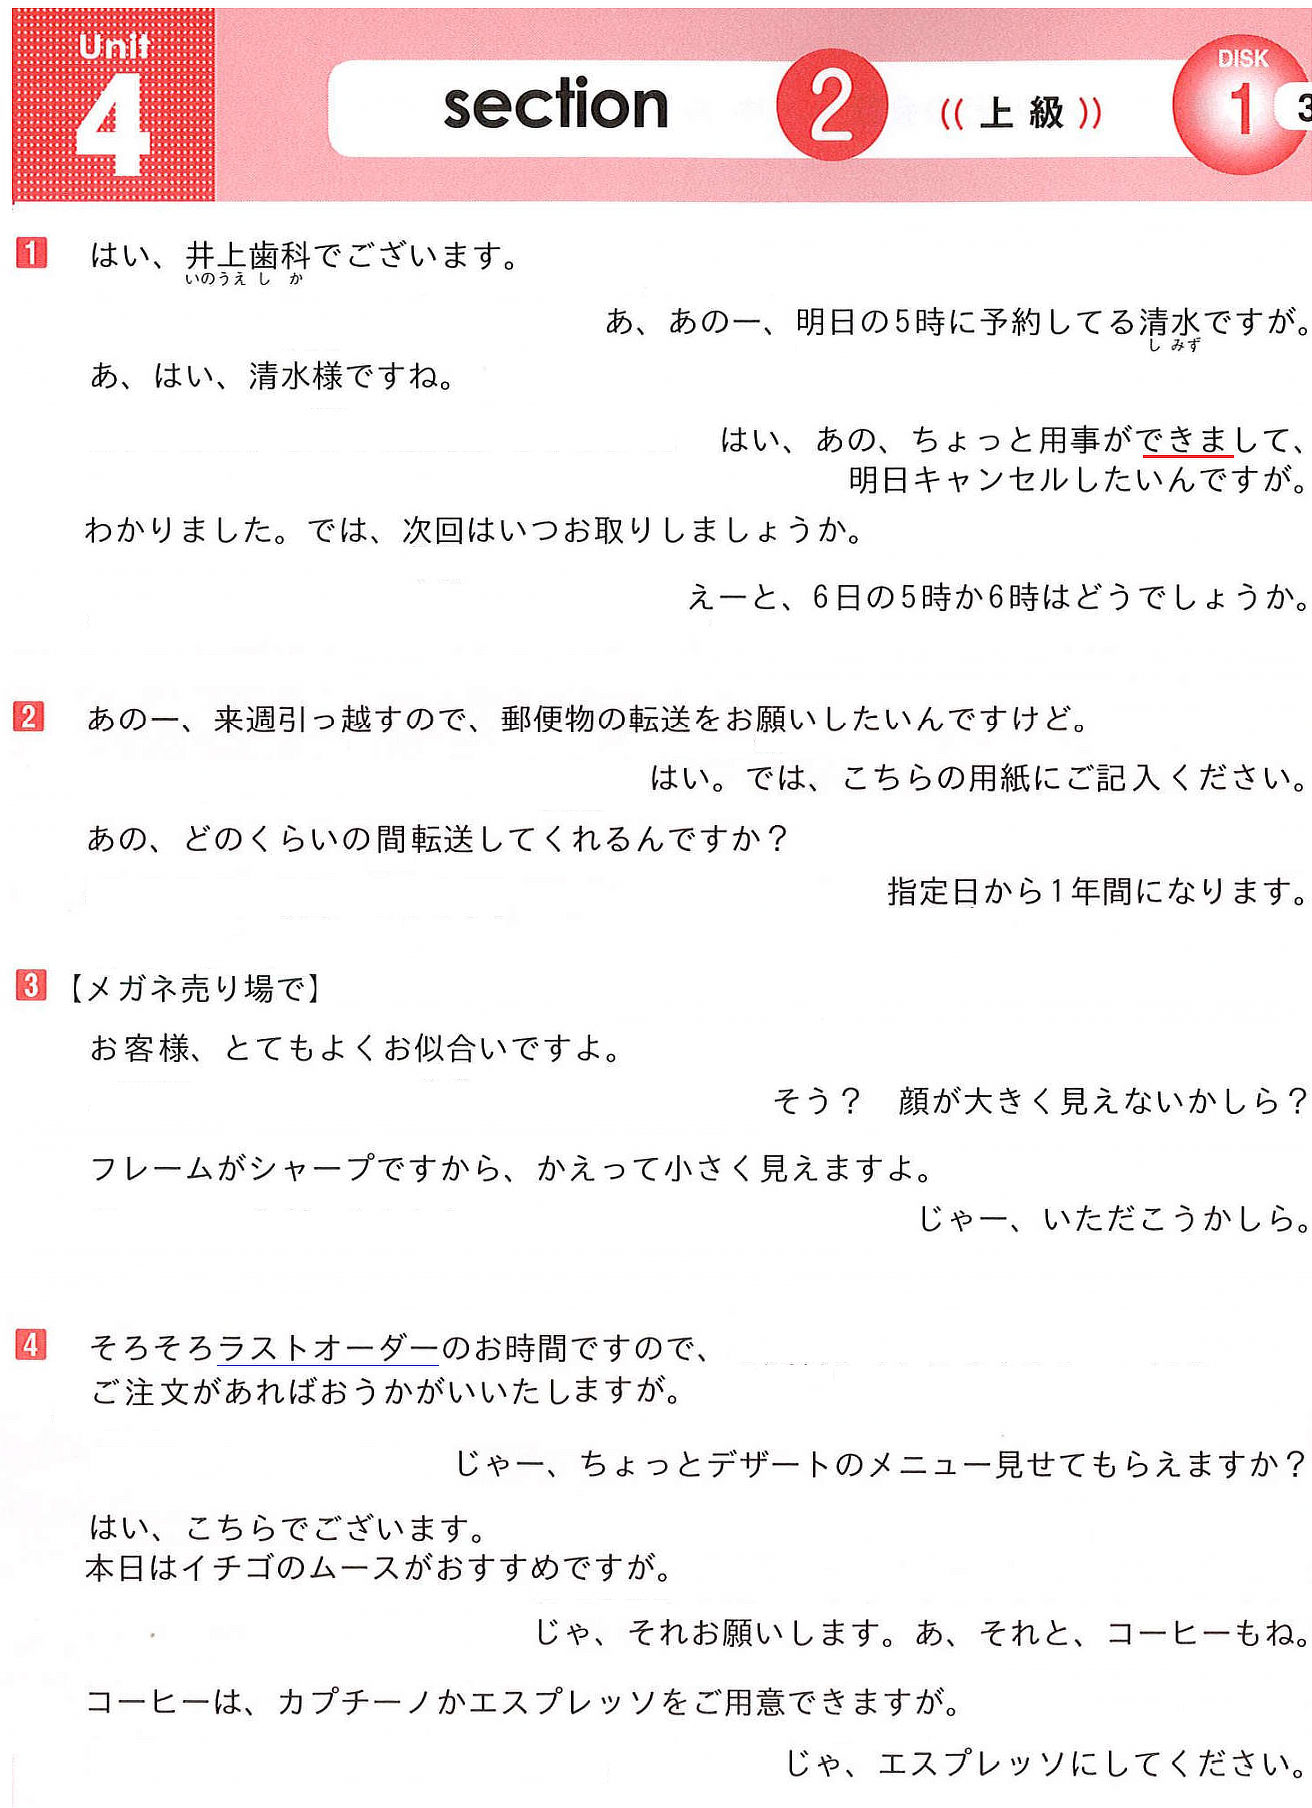 Unit
4
section
2
((上級))
DISK
1
3
1 はい、井上歯科でございます。
いのうえ し か
あ、あのー、明日の5時に予約してる清水ですが。
し みず
あ、はい、清水様ですね。
はい、あの、ちょっと用事ができまして、
明日キャンセルしたいんですが。
わかりました。では、次回はいつお取りしましょうか。
えーと、6日の5時か6時はどうでしょうか。
2 あのー、来週引っ越すので、郵便物の転送をお願いしたいんですけど。
はい。では、こちらの用紙にご記入ください。
あの、どのくらいの間転送してくれるんですか？
指定日から1年間になります。
3 【メガネ売り場で】
お客様、とてもよくお似合いですよ。
そう？　顔が大きく見えないかしら？
フレームがシャープですから、かえって小さく見えますよ。
じゃー、いただこうかしら。
4 そろそろラストオーダーのお時間ですので、
ご注文があればおうかがいいたしますが。
じゃー、ちょっとデザートのメニュー見せてもらえますか？
はい、こちらでございます。
本日はイチゴのムースがおすすめですが。
じゃ、それお願いします。あ、それと、コーヒーもね。
コーヒーは、カプチーノかエスプレッソをご用意できますが。
じゃ、エスプレッソにしてください。